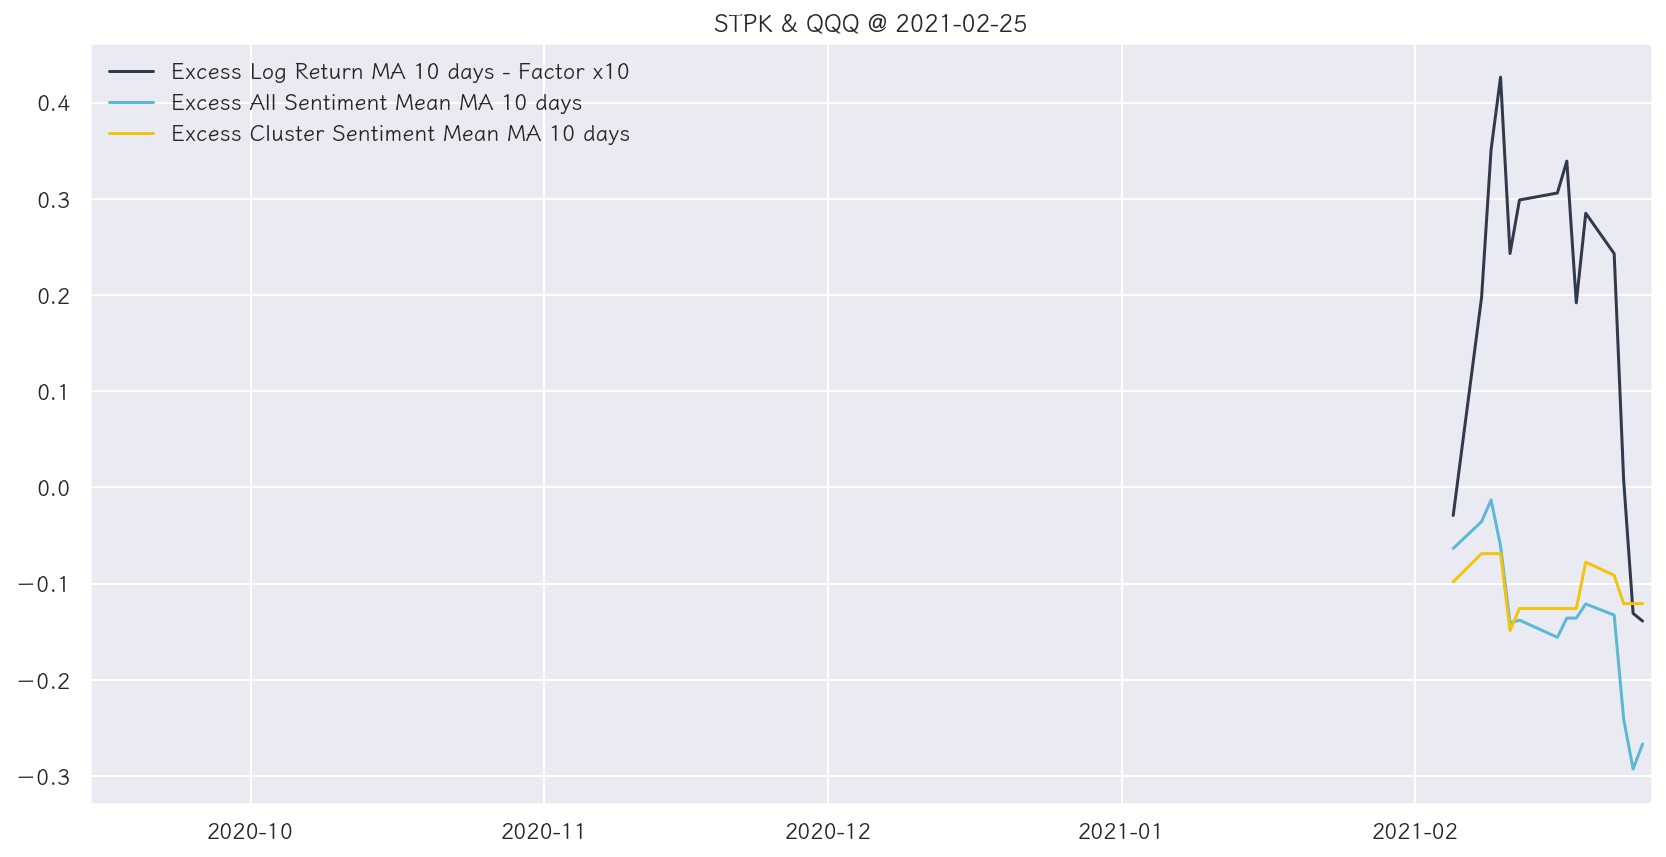 STPK & QQQ @ 2021-02-25
Excess Log Return MA 10 days - Factor x10
Excess All Sentiment Mean MA 10 days
Excess Cluster Sentiment Mean MA 10 days
0.4
0.3
0.2
0.1
0.0
−0.1
−0.2
−0.3
2020-10 2020-11 2020-12 2021-01 2021-02